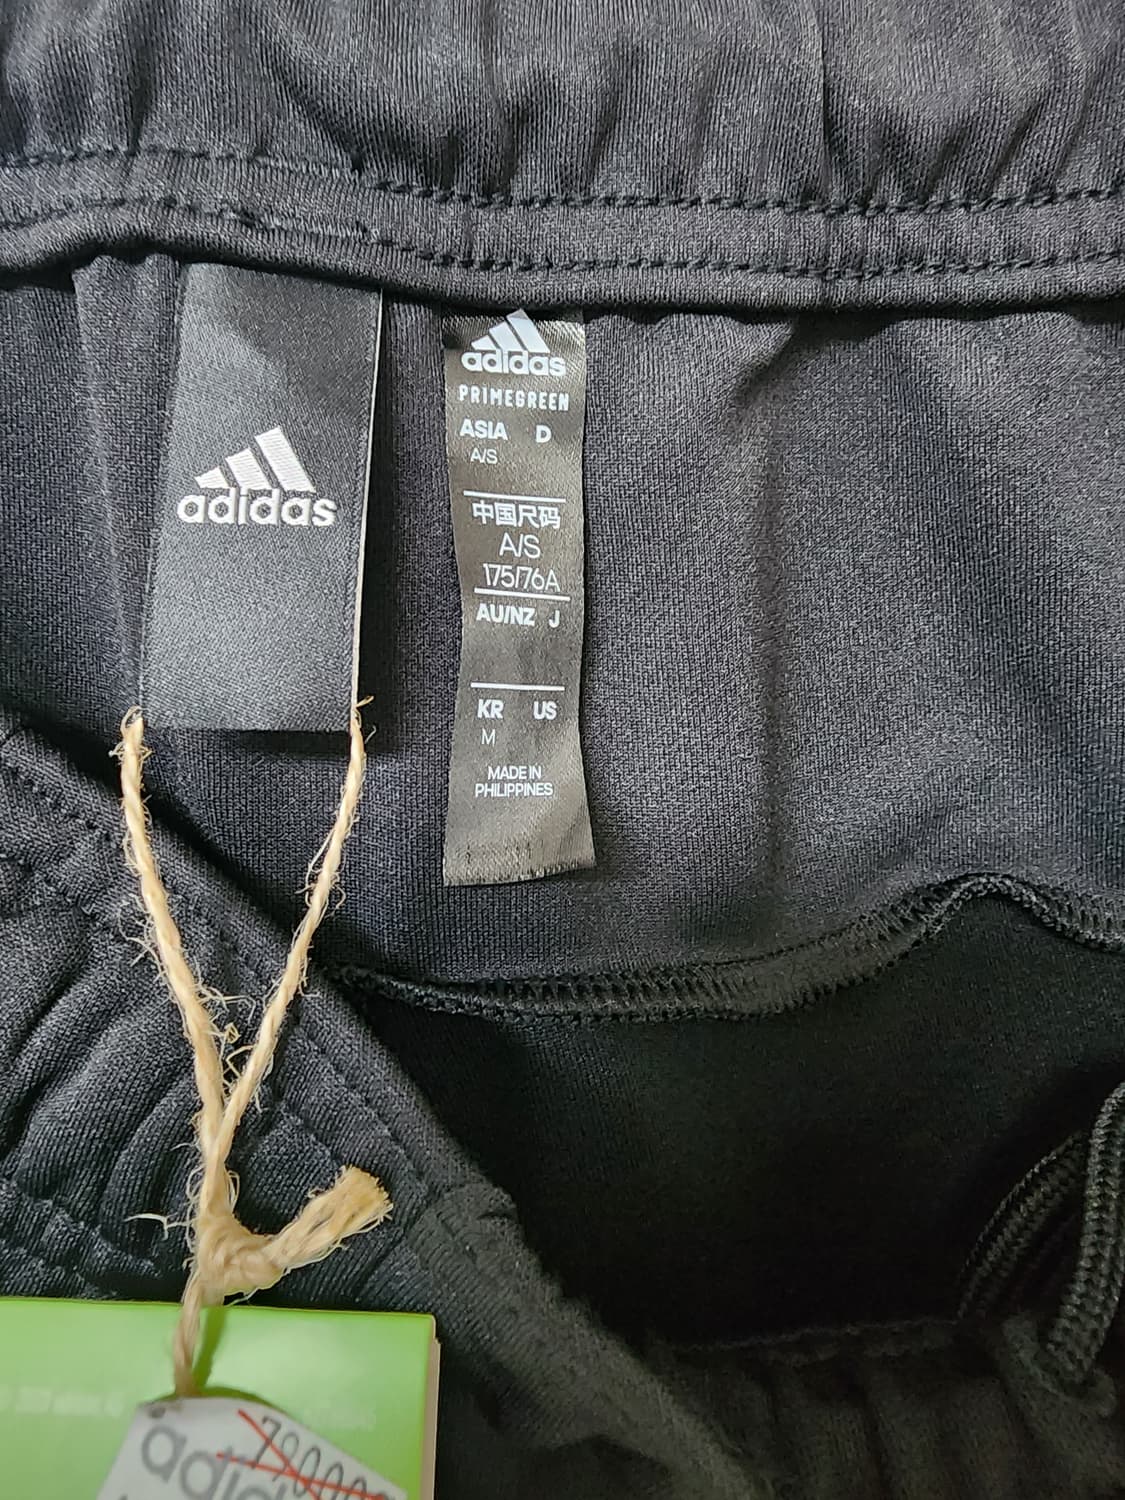 adidas
adidas
PRIMEGREEN
ASIA D
A/S
中国尺码
A/S
175/76A
AU/NZ J
KR US
M
MADE IN
PHILIPPINES